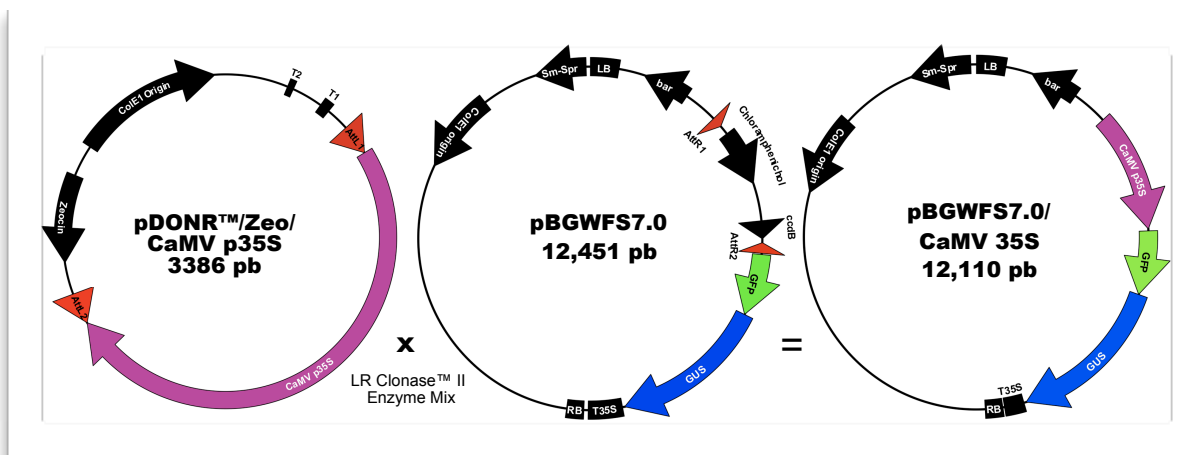 ColE1 Origin
T2
T1
AttL1
Zeocin
pDONR™/Zeo/
CaMV p35S
3386 pb
AttL2
CaMV p35S
x
LR Clonase™ II
Enzyme Mix
Sm-Spr
LB
bar
AttR1
Chloramphenichol
ColE1 origin
pBGWFS7.0
12,451 pb
ccdB
AttR2
GFP
GUS
RB
T35S
=
Sm-Spr
LB
bar
ColE1 origin
CaMV p35S
pBGWFS7.0/
CaMV 35S
12,110 pb
GFP
GUS
T35S
RB